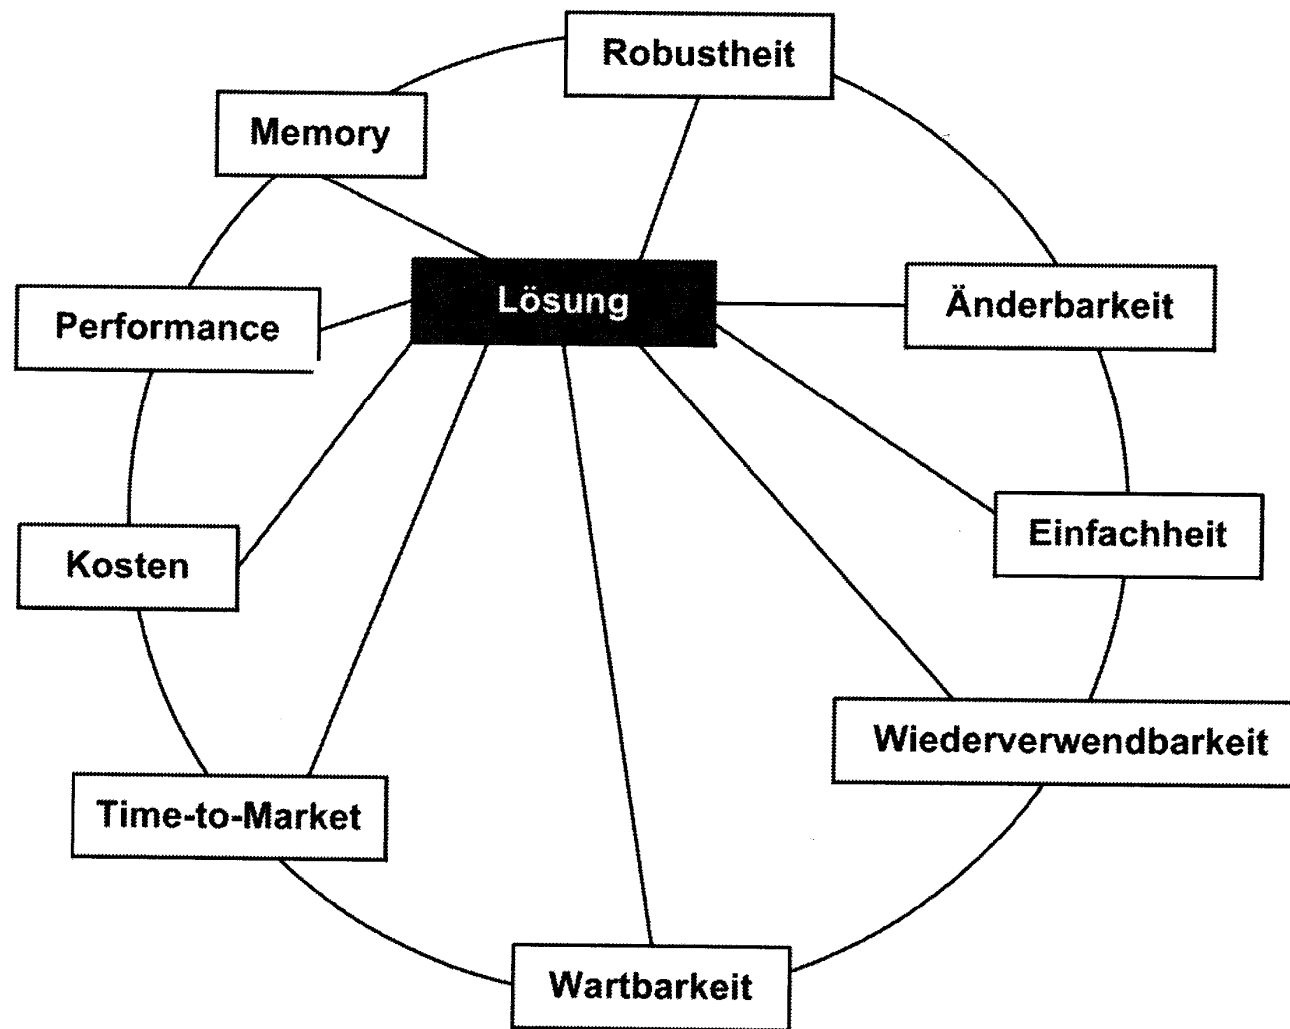 Robustheit
Memory
Lösung
Änderbarkeit
Performance
Einfachheit
Kosten
Wiederverwendbarkeit
Time-to-Market
Wartbarkeit